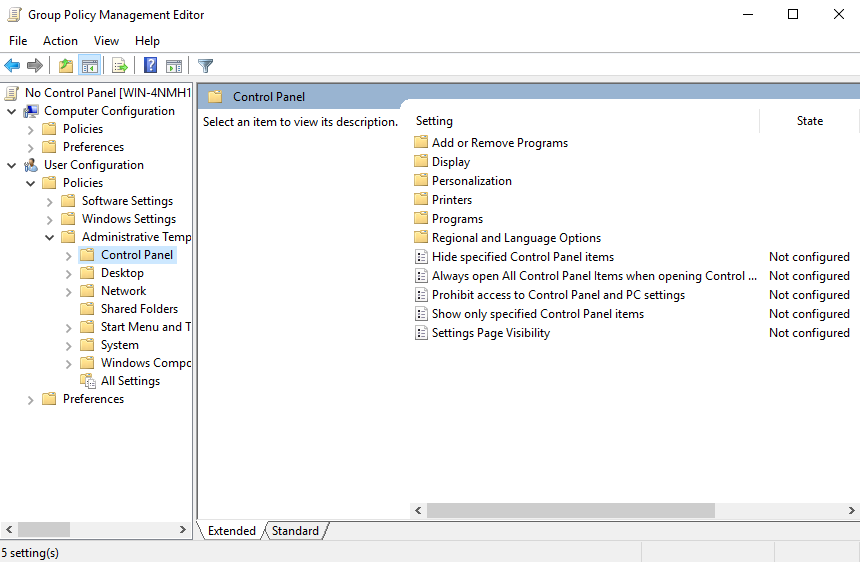 Group Policy Management Editor
File Action View Help
No Control Panel [WIN-4NMH1
Computer Configuration
Policies
Preferences
User Configuration
Policies
Software Settings
Windows Settings
Administrative Temp
Control Panel
Desktop
Network
Shared Folders
Start Menu and T
System
Windows Compo
All Settings
Preferences
Control Panel
Select an item to view its description.
Setting State
Add or Remove Programs
Display
Personalization
Printers
Programs
Regional and Language Options
Hide specified Control Panel items Not configured
Always open All Control Panel Items when opening Control ... Not configured
Prohibit access to Control Panel and PC settings Not configured
Show only specified Control Panel items Not configured
Settings Page Visibility Not configured
Extended Standard
5 setting(s)